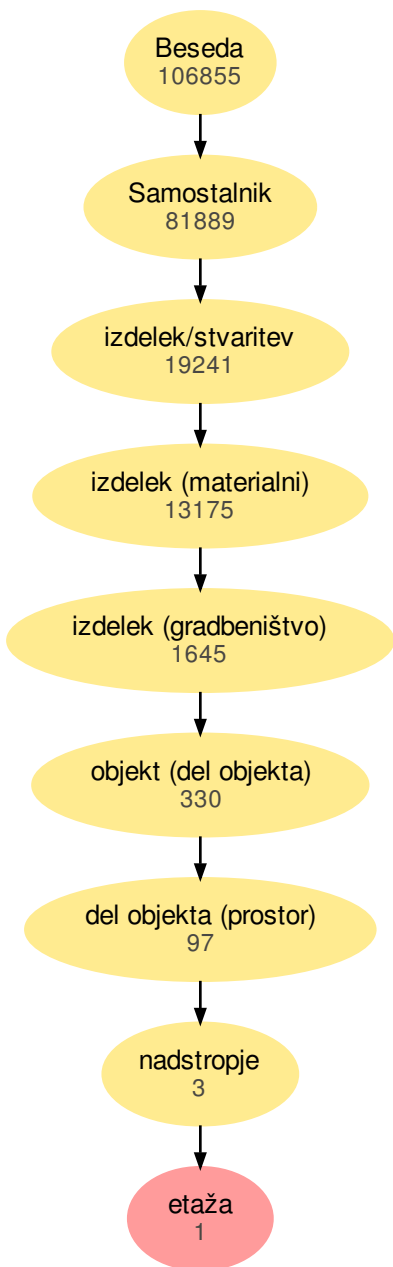 Beseda
106855
Samostalnik
81889
izdelek/stvaritev
19241
izdelek (materialni)
13175
izdelek (gradbeništvo)
1645
objekt (del objekta)
330
del objekta (prostor)
97
nadstropje
3
etaža
1